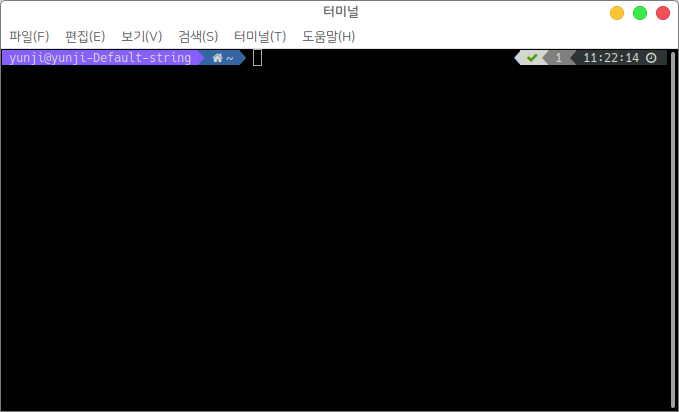 터미널
파일(F) 편집(E) 보기(V) 검색(S) 터미널(T) 도움말(H)
yunji@yunji-Default-string ~ ✔ 1 11:22:14